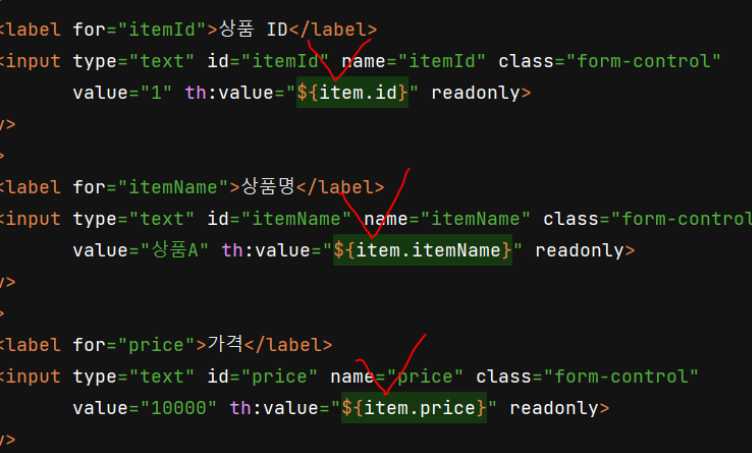 <label for="itemId">상품 ID</label>
<input type="text" id="itemId" name="itemId" class="form-control"
value="1" th:value="${item.id}" readonly>
>
>
<label for="itemName">상품명</label>
<input type="text" id="itemName" name="itemName" class="form-control
value="상품A" th:value="${item.itemName}" readonly>
>
>
<label for="price">가격</label>
<input type="text" id="price" name="price" class="form-control"
value="10000" th:value="${item.price}" readonly>
>